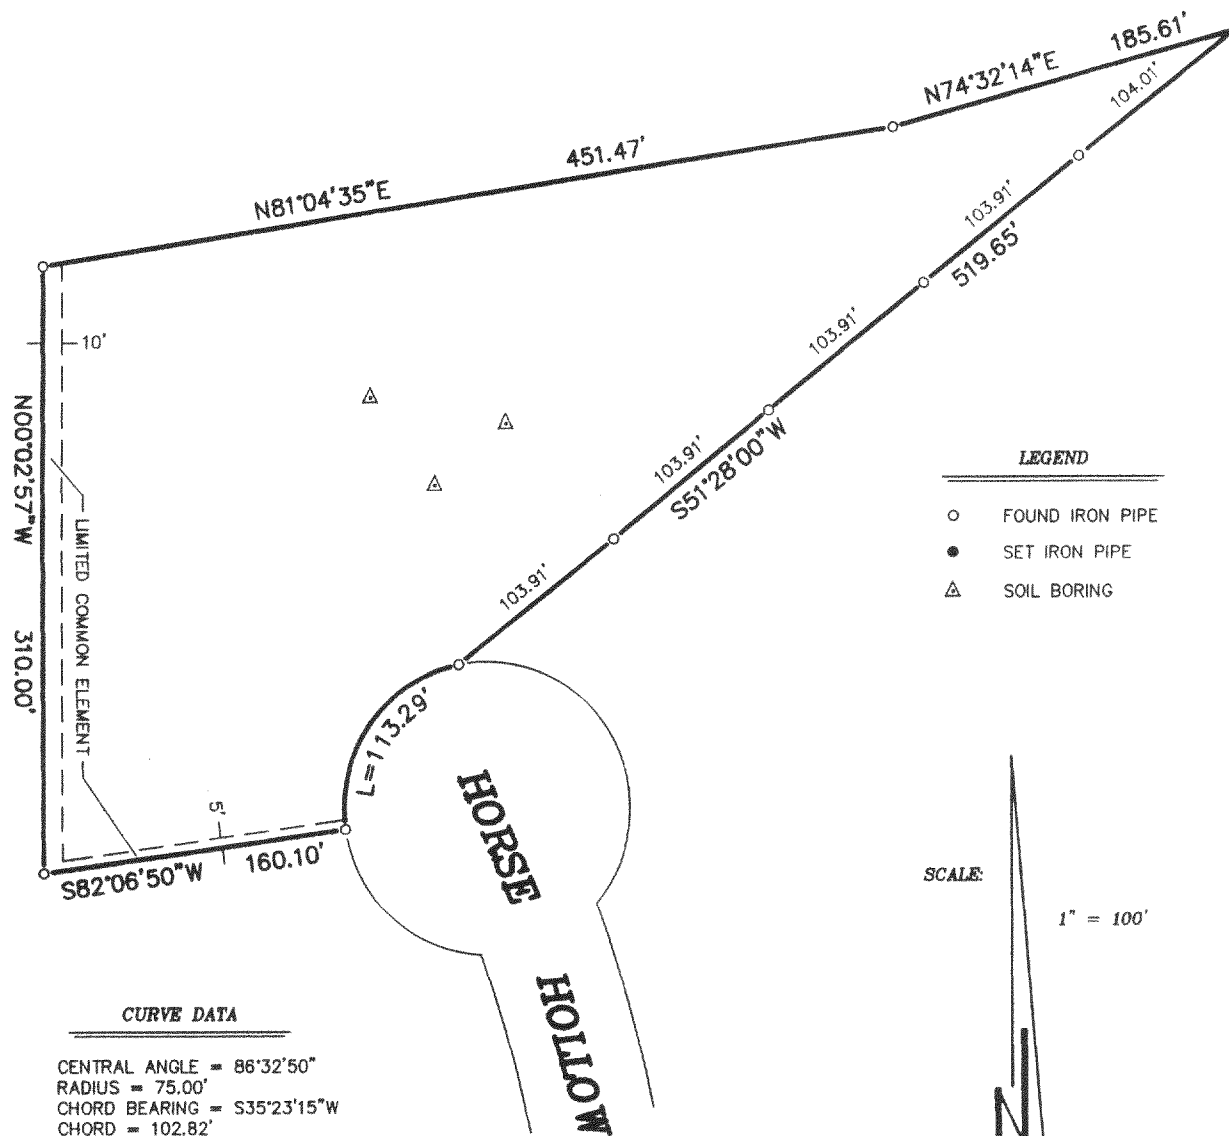 185.61'
N74°32'14"E
104.01'
451.47'
N81°04'35"E
103.91'
519.65'
10'
103.91'
N00°02'57"W
310.00'
LIMITED COMMON ELEMENT
103.91'
S51°28'00"W
LEGEND
FOUND IRON PIPE
SET IRON PIPE
SOIL BORING
103.91'
L=113.29'
5'
S82°06'50"W
160.10'
HORSE
HOLLOW
SCALE:
1" = 100'
N
CURVE DATA
CENTRAL ANGLE = 86°32'50"
RADIUS = 75.00'
CHORD BEARING = S35°23'15"W
CHORD = 102.82'